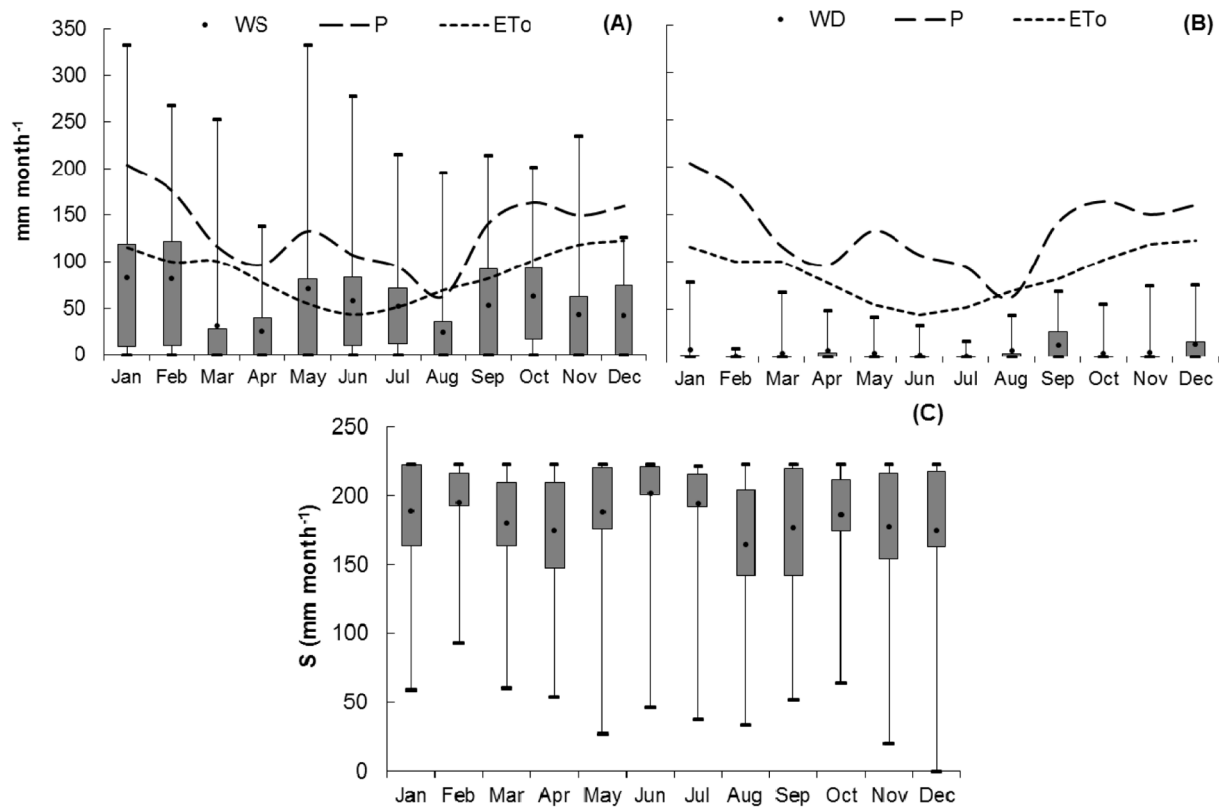 WS P ETo (A)
350
300
250
200
150
100
50
0
mm month-1
Jan Feb Mar Apr May Jun Jul Aug Sep Oct Nov Dec
WD P ETo (B)
Jan Feb Mar Apr May Jun Jul Aug Sep Oct Nov Dec
(C)
250
200
150
100
50
0
S (mm month-1)
Jan Feb Mar Apr May Jun Jul Aug Sep Oct Nov Dec